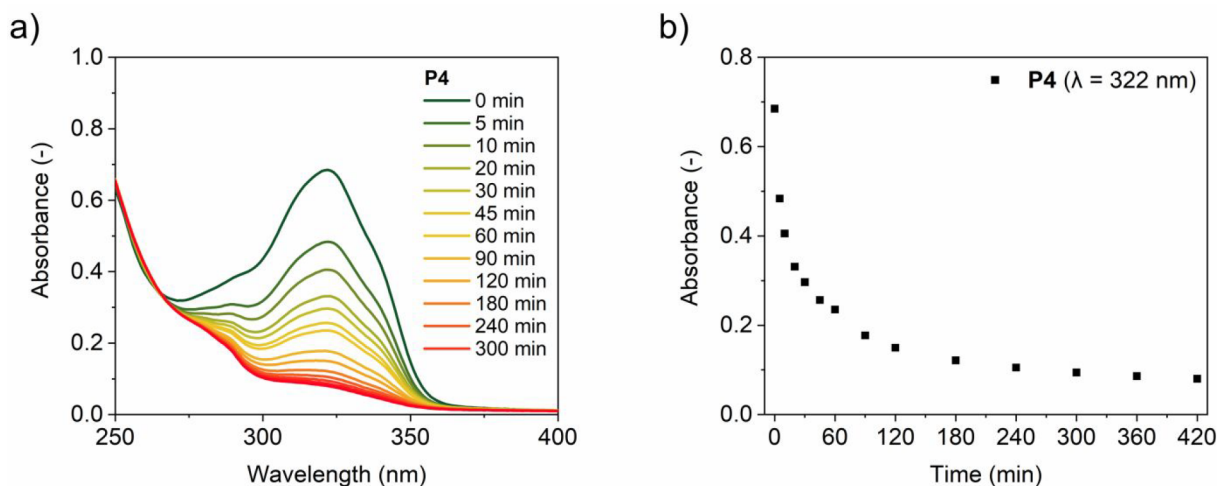 a)
1.0
0.8
0.6
0.4
0.2
0.0
Absorbance (-)
250
300
350
400
Wavelength (nm)
P4
0 min
5 min
10 min
20 min
30 min
45 min
60 min
90 min
120 min
180 min
240 min
300 min
b)
0.8
0.6
0.4
0.2
0.0
Absorbance (-)
0 60 120 180 240 300 360 420
Time (min)
P4 (λ = 322 nm)